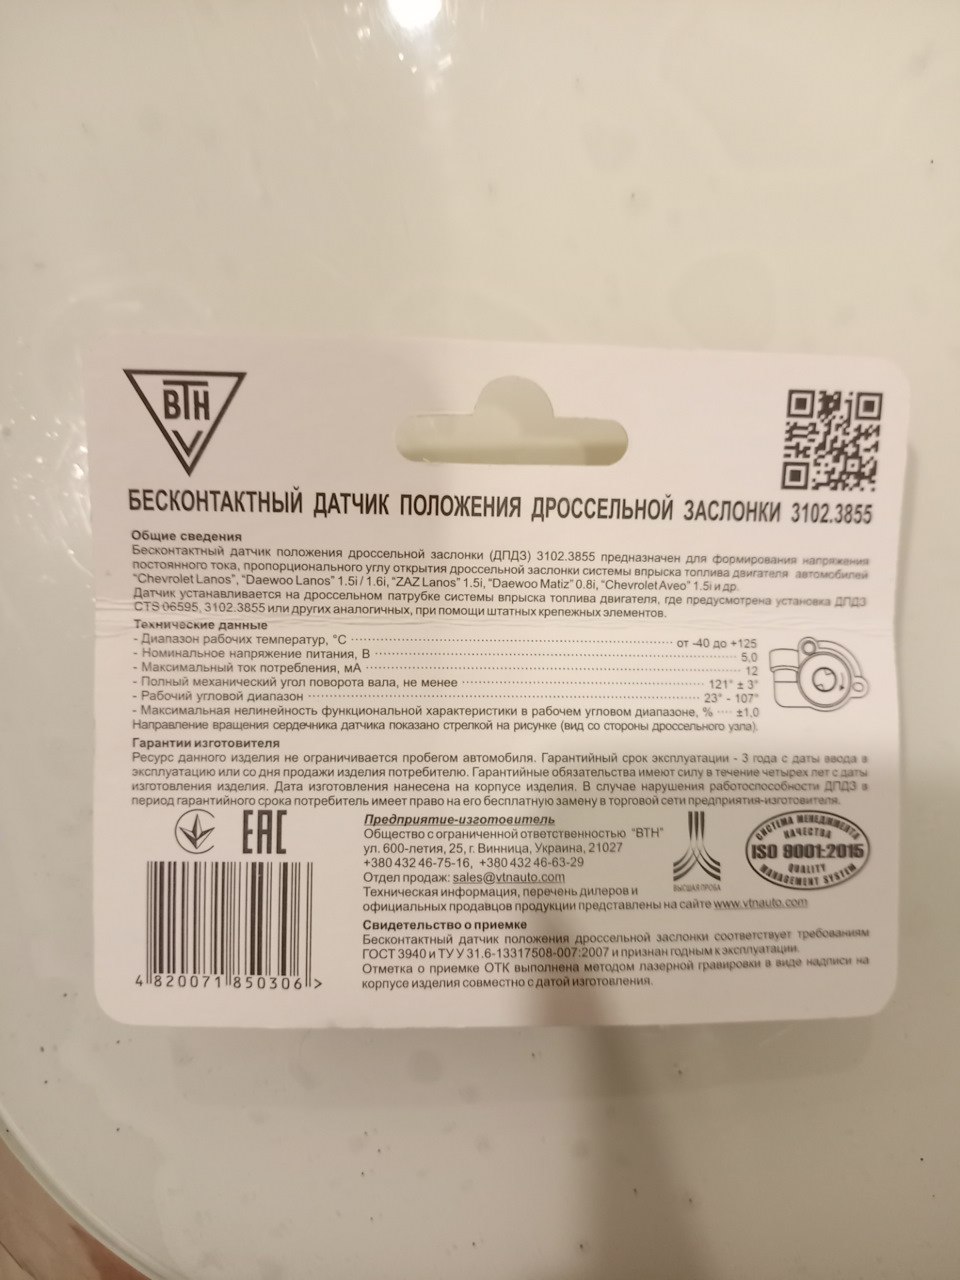 ВТН
V
БЕСКОНТАКТНЫЙ ДАТЧИК ПОЛОЖЕНИЯ ДРОССЕЛЬНОЙ ЗАСЛОНКИ 3102.3855
Общие сведения
Бесконтактный датчик положения дроссельной заслонки (ДПДЗ) 3102.3855 предназначен для формирования напряжения
постоянного тока, пропорционального углу открытия дроссельной заслонки системы впрыска топлива двигателя автомобилей
"Chevrolet Lanos", "Daewoo Lanos" 1.5i / 1.6i, "ZAZ Lanos" 1.5i, "Daewoo Matiz" 0.8i, "Chevrolet Aveo" 1.5i и др.
Датчик устанавливается на дроссельном патрубке системы впрыска топлива двигателя, где предусмотрена установка ДПДЗ
CTS 06595, 3102.3855 или других аналогичных, при помощи штатных крепежных элементов.
Технические данные
- Диапазон рабочих температур, °С от -40 до +125
- Номинальное напряжение питания, В 5,0
- Максимальный ток потребления, мА 12
- Полный механический угол поворота вала, не менее 121° ± 3°
- Рабочий угловой диапазон 23° - 107°
- Максимальная нелинейность функциональной характеристики в рабочем угловом диапазоне, % ±1,0
Направление вращения сердечника датчика показано стрелкой на рисунке (вид со стороны дроссельного узла).
Гарантии изготовителя
Ресурс данного изделия не ограничивается пробегом автомобиля. Гарантийный срок эксплуатации - 3 года с даты ввода в
эксплуатацию или со дня продажи изделия потребителю. Гарантийные обязательства имеют силу в течение четырех лет с даты
изготовления изделия. Дата изготовления нанесена на корпусе изделия. В случае нарушения работоспособности ДПДЗ в
период гарантийного срока потребитель имеет право на его бесплатную замену в торговой сети предприятия-изготовителя.
EAC
Предприятие-изготовитель
Общество с ограниченной ответственностью "ВТН"
ул. 600-летия, 25, г. Винница, Украина, 21027
+380 432 46-75-16, +380 432 46-63-29
Отдел продаж: sales@vtnauto.com
Техническая информация, перечень дилеров и
официальных продавцов продукции представлены на сайте www.vtnauto.com
ВЫСШАЯ ПРОБА
СИСТЕМА МЕНЕДЖМЕНТА
КАЧЕСТВА
ISO 9001:2015
QUALITY
MANAGEMENT SYSTEM
Свидетельство о приемке
Бесконтактный датчик положения дроссельной заслонки соответствует требованиям
ГОСТ 3940 и ТУ У 31.6-13317508-007:2007 и признан годным к эксплуатации.
Отметка о приемке ОТК выполнена методом лазерной гравировки в виде надписи на
корпусе изделия совместно с датой изготовления.
4 820071 850306 >